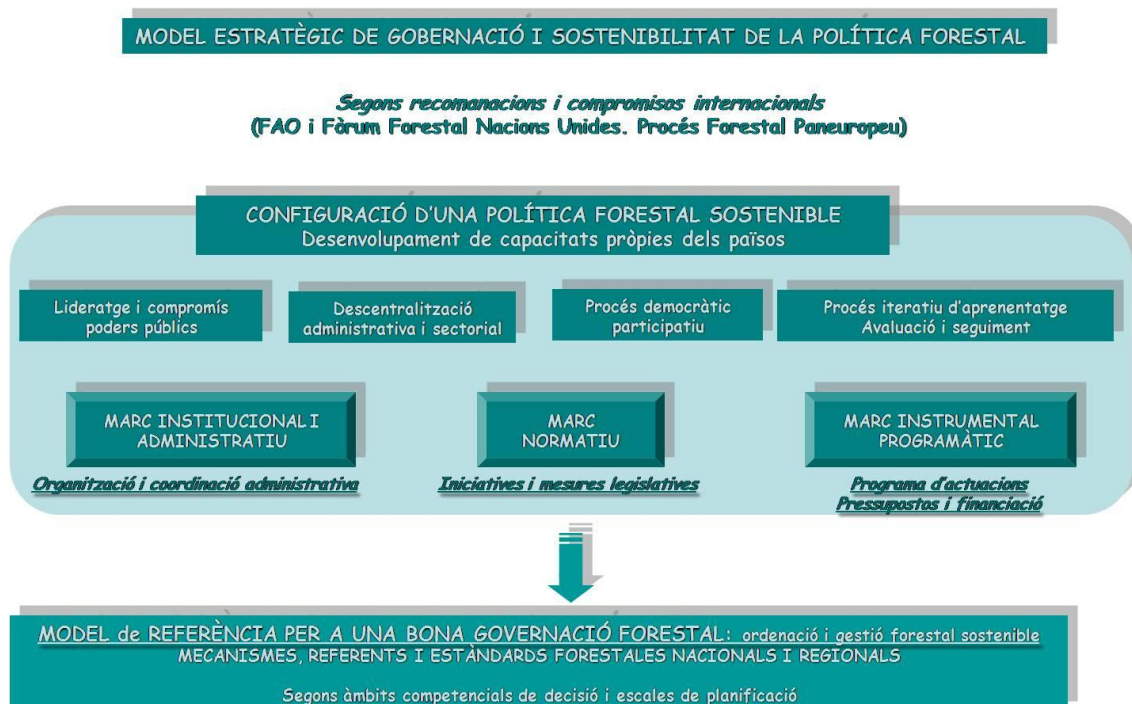 MODEL ESTRATÈGIC DE GOBERNACIÓ I SOSTENIBILITAT DE LA POLÍTICA FORESTAL
Segons recomanacions i compromisos internacionals
(FAO i Fòrum Forestal Nacions Unides. Procés Forestal Paneuropeu)
CONFIGURACIÓ D'UNA POLÍTICA FORESTAL SOSTENIBLE
Desenvolupament de capacitats pròpies dels països
Lideratge i compromís
poders públics
Descentralització
administrativa i sectorial
Procés democràtic
participatiu
Procés iteratiu d'aprenentatge
Avaluació i seguiment
MARC INSTITUCIONAL I
ADMINISTRATIU
MARC
NORMATIU
MARC INSTRUMENTAL
PROGRAMÀTIC
Organització i coordinació administrativa
Iniciatives i mesures legislatives
Programa d'actuacions
Pressupostos i financiació
MODEL de REFERÈNCIA PER A UNA BONA GOVERNACIÓ FORESTAL: ordenació i gestió forestal sostenible
MECANISMES, REFERENTS I ESTÀNDARDS FORESTALES NACIONALS I REGIONALS
Segons àmbits competencials de decisió i escales de planificació